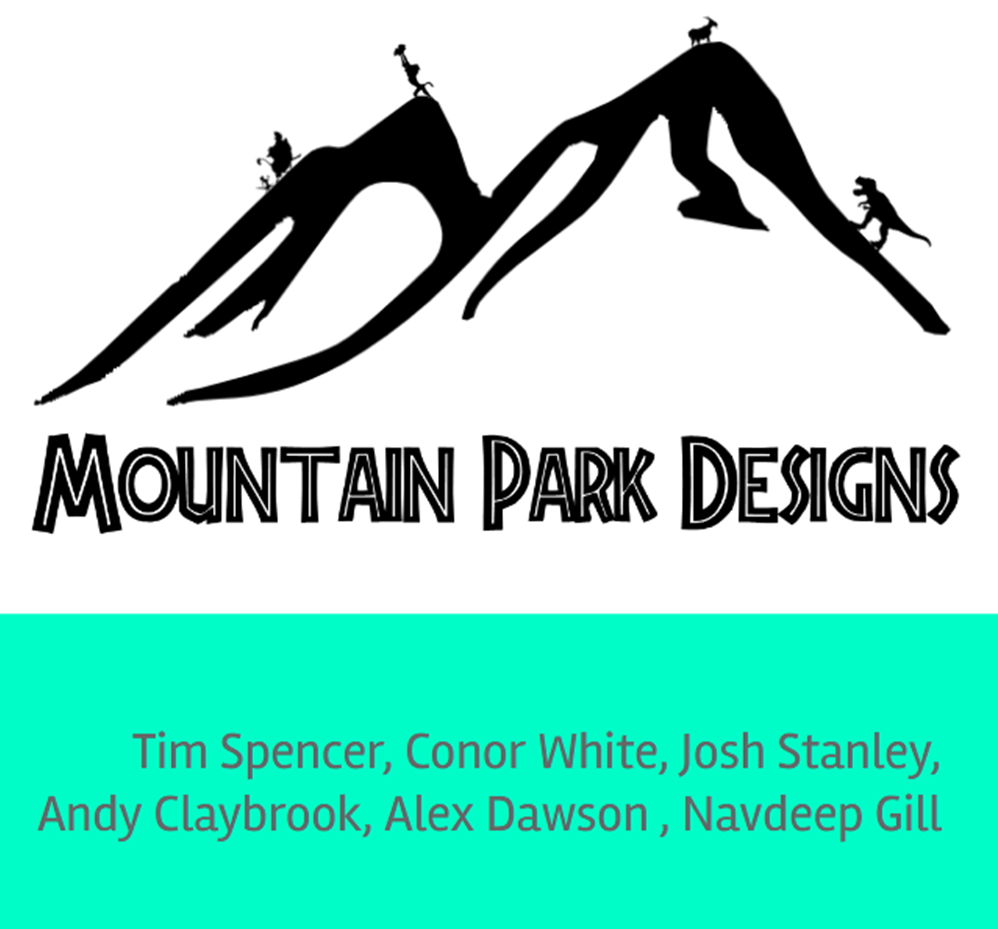 Mountain Park Designs
Tim Spencer, Conor White, Josh Stanley,
Andy Claybrook, Alex Dawson , Navdeep Gill